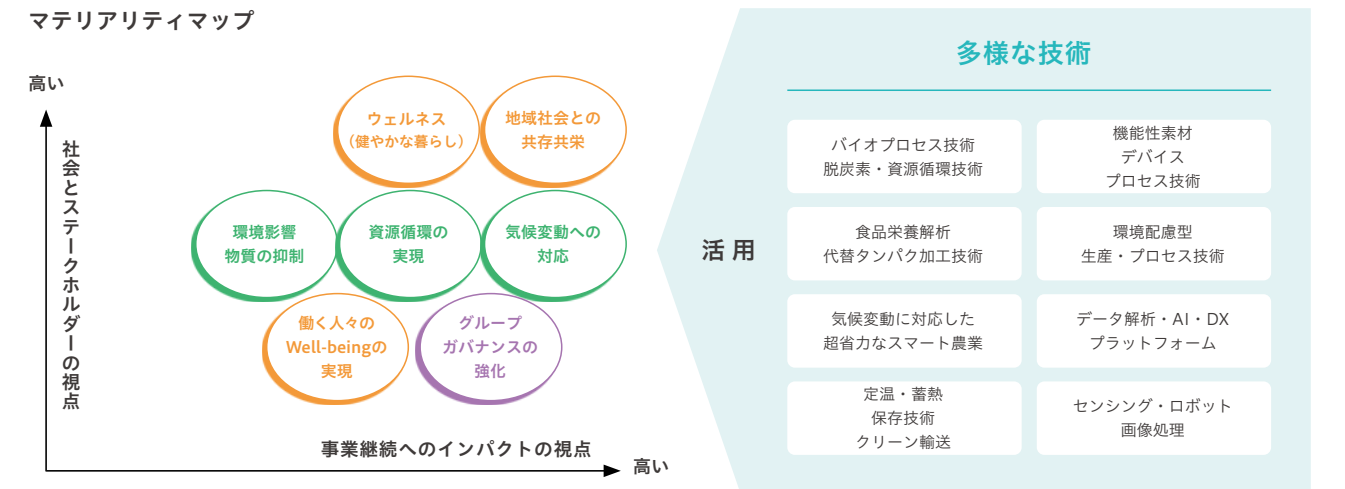 マテリアリティマップ
高い
社会とステークホルダーの視点
ウェルネス
（健やかな暮らし）
地域社会との
共存共栄
環境影響
物質の抑制
資源循環の
実現
気候変動への
対応
働く人々の
Well-beingの
実現
グループ
ガバナンスの
強化
事業継続へのインパクトの視点
高い
活用
多様な技術
バイオプロセス技術
脱炭素・資源循環技術
機能性素材
デバイス
プロセス技術
食品栄養解析
代替タンパク加工技術
環境配慮型
生産・プロセス技術
気候変動に対応した
超省力なスマート農業
データ解析・AI・DX
プラットフォーム
定温・蓄熱
保存技術
クリーン輸送
センシング・ロボット
画像処理